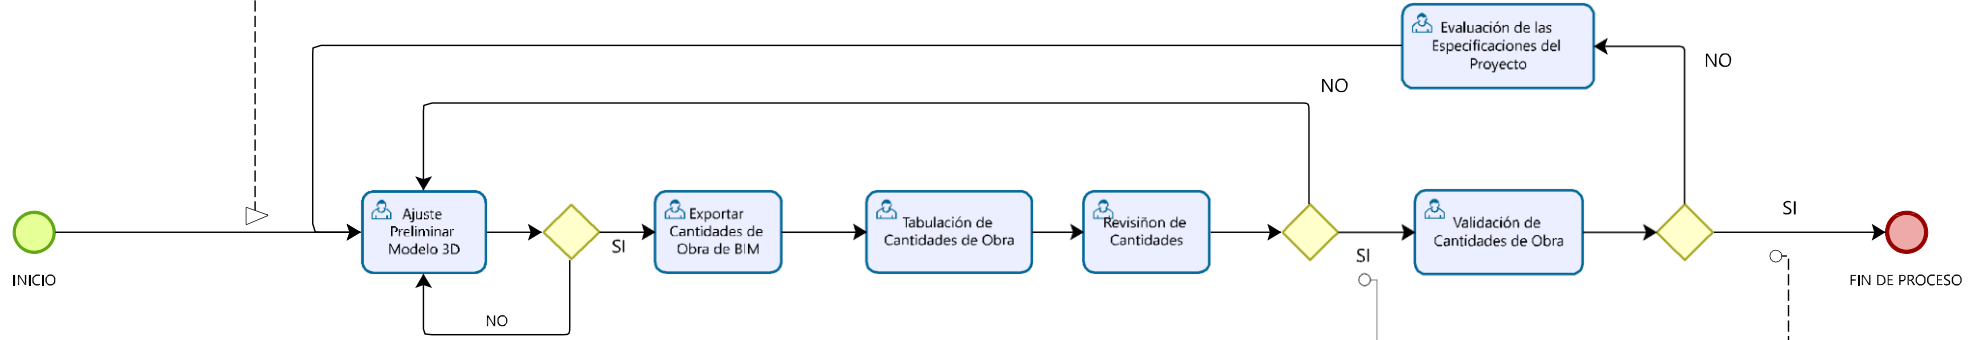 Evaluación de las
Especificaciones del
Proyecto
NO
NO
Ajuste
Preliminar
Modelo 3D
Exportar
Cantidades de
Obra de BIM
Tabulación de
Cantidades de Obra
Revisiñon de
Cantidades
Validación de
Cantidades de Obra
SI
SI
SI
INICIO
FIN DE PROCESO
NO